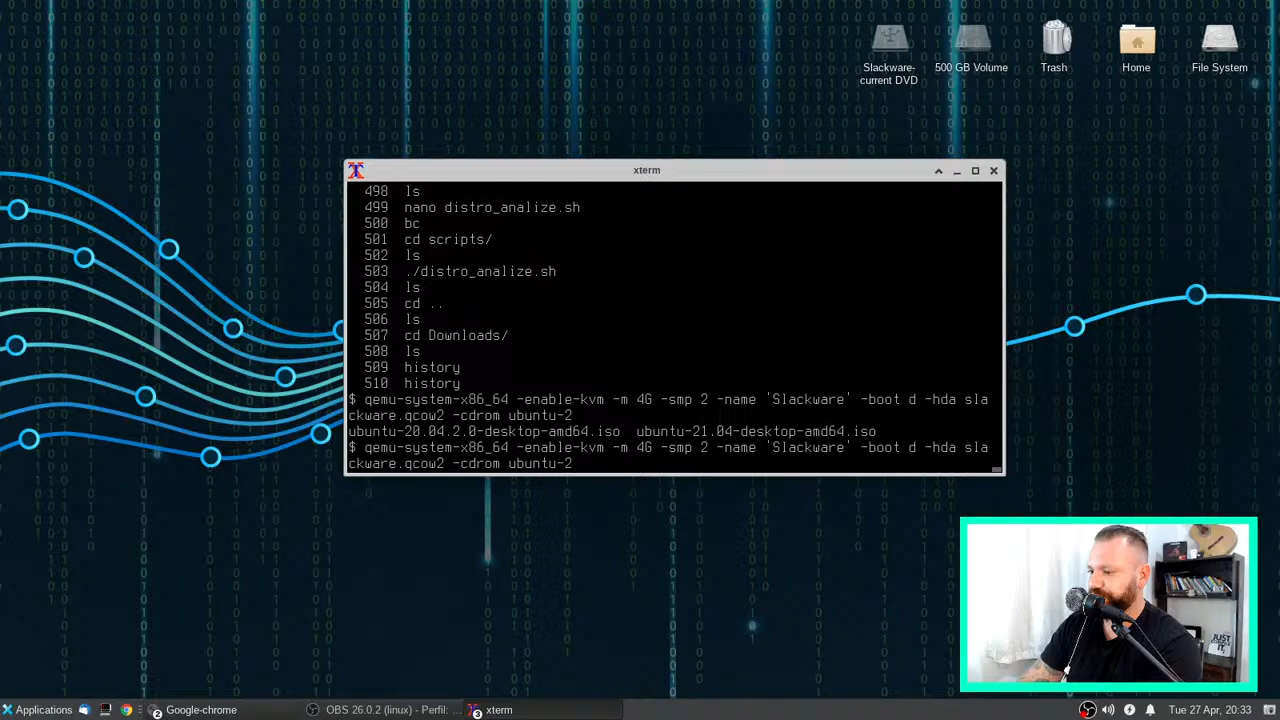 Slackware-
current DVD
500 GB Volume
Trash
Home
File System
xterm
498 ls
499 nano distro_analize.sh
500 bc
501 cd scripts/
502 ls
503 ./distro_analize.sh
504 ls
505 cd ..
506 ls
507 cd Downloads/
508 ls
509 history
510 history
$ qemu-system-x86_64 -enable-kvm -m 4G -smp 2 -name 'Slackware' -boot d -hda sla
ckware.qcow2 -cdrom ubuntu-2
ubuntu-20.04.2.0-desktop-amd64.iso ubuntu-21.04-desktop-amd64.iso
$ qemu-system-x86_64 -enable-kvm -m 4G -smp 2 -name 'Slackware' -boot d -hda sla
ckware.qcow2 -cdrom ubuntu-2
Applications
2
Google-chrome
OBS 26.0.2 (linux) - Perfil: ...
3
xterm
Tue 27 Apr, 20:33